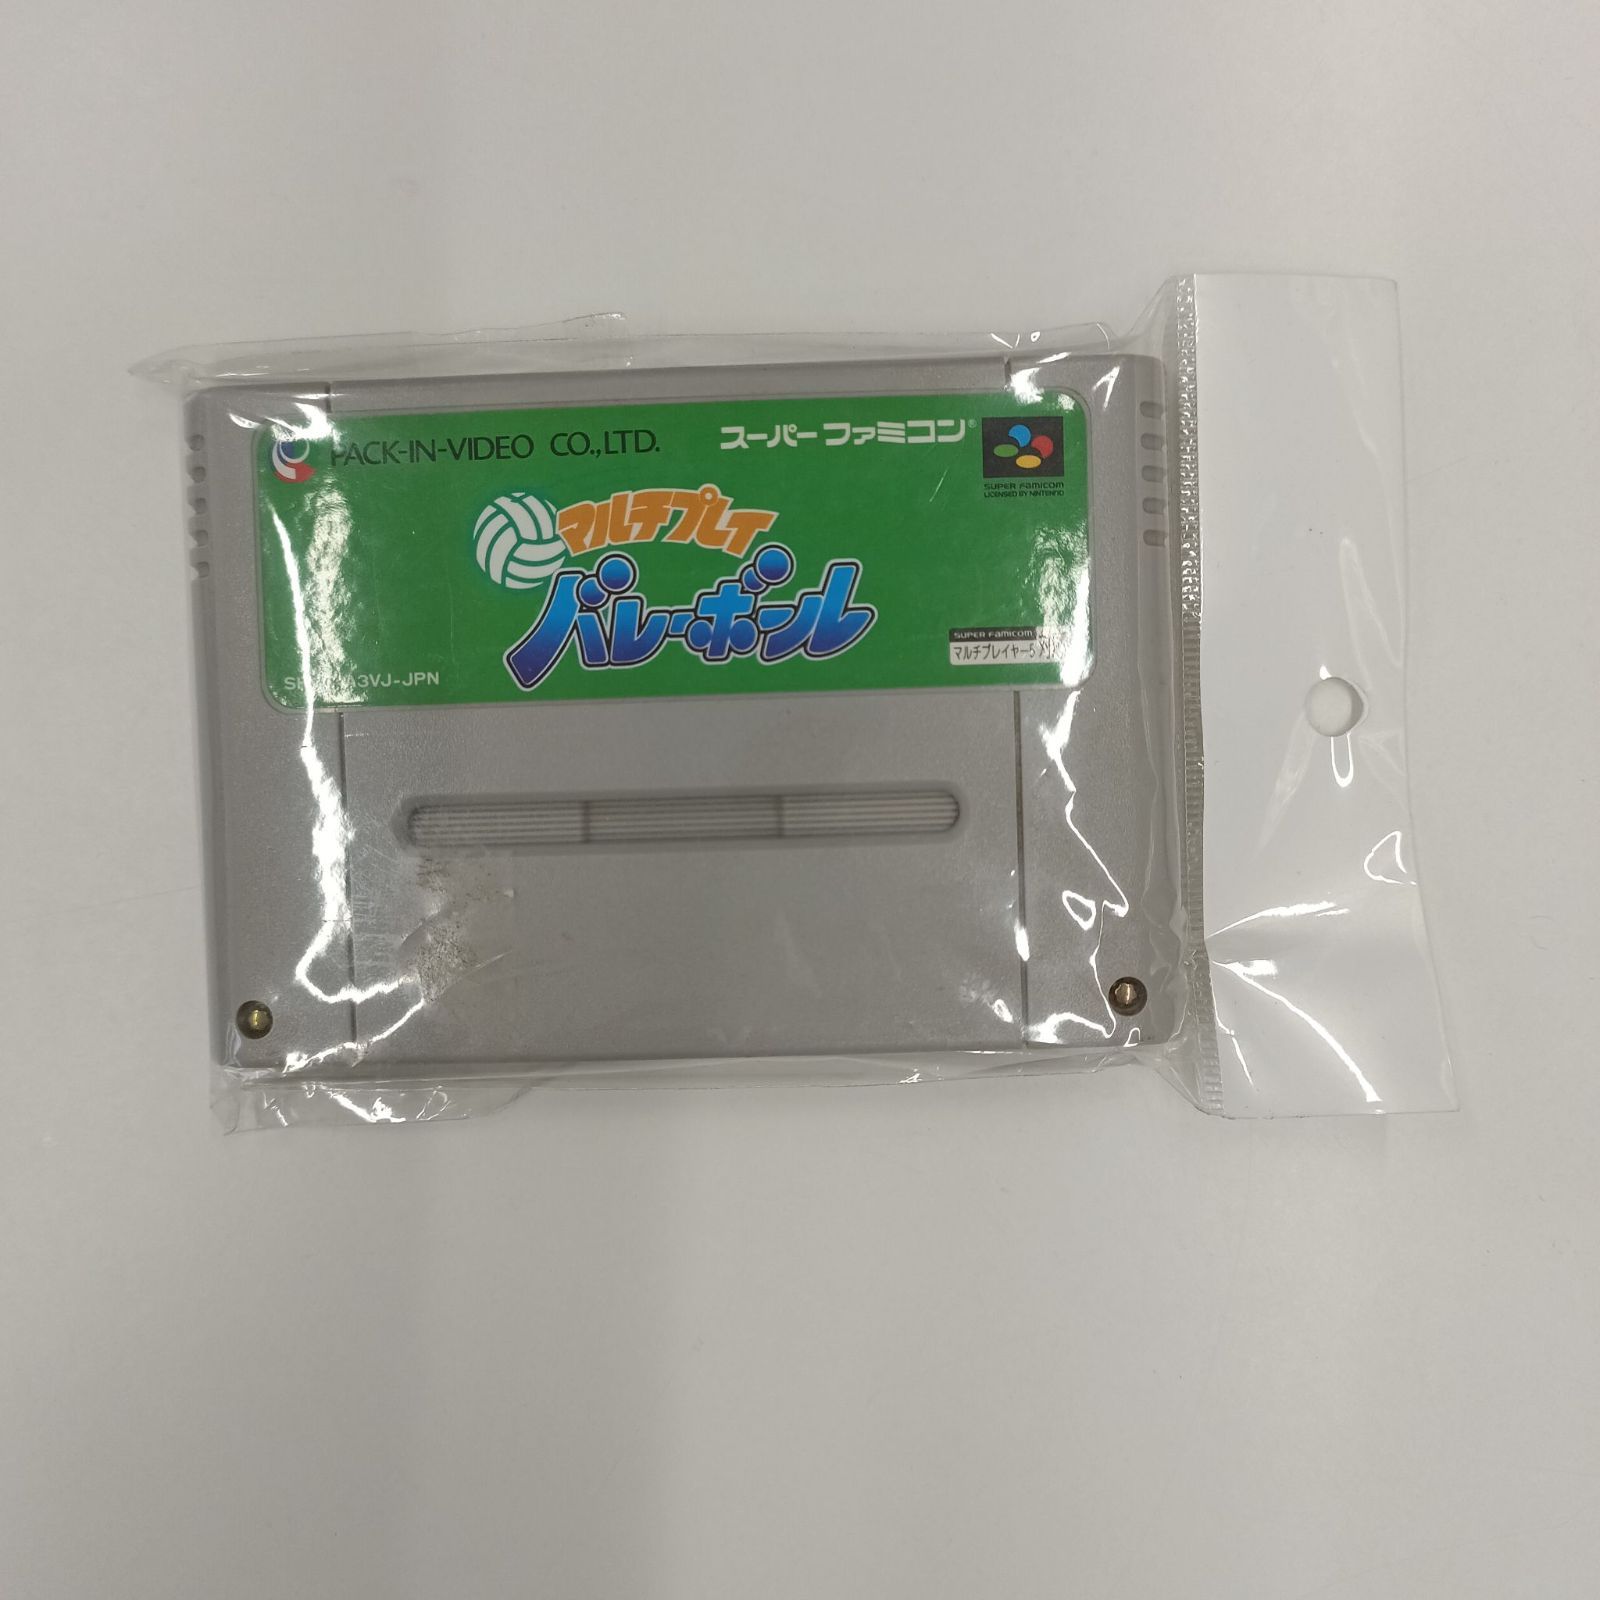 PACK-IN-VIDEO CO.,LTD.
スーパーファミコン®
SUPER FAMICOM
LICENSED BY NINTENDO
マルチプレイ
バレーボール
SUPER FAMICOM
マルチプレイヤー5
A3VJ-JPN